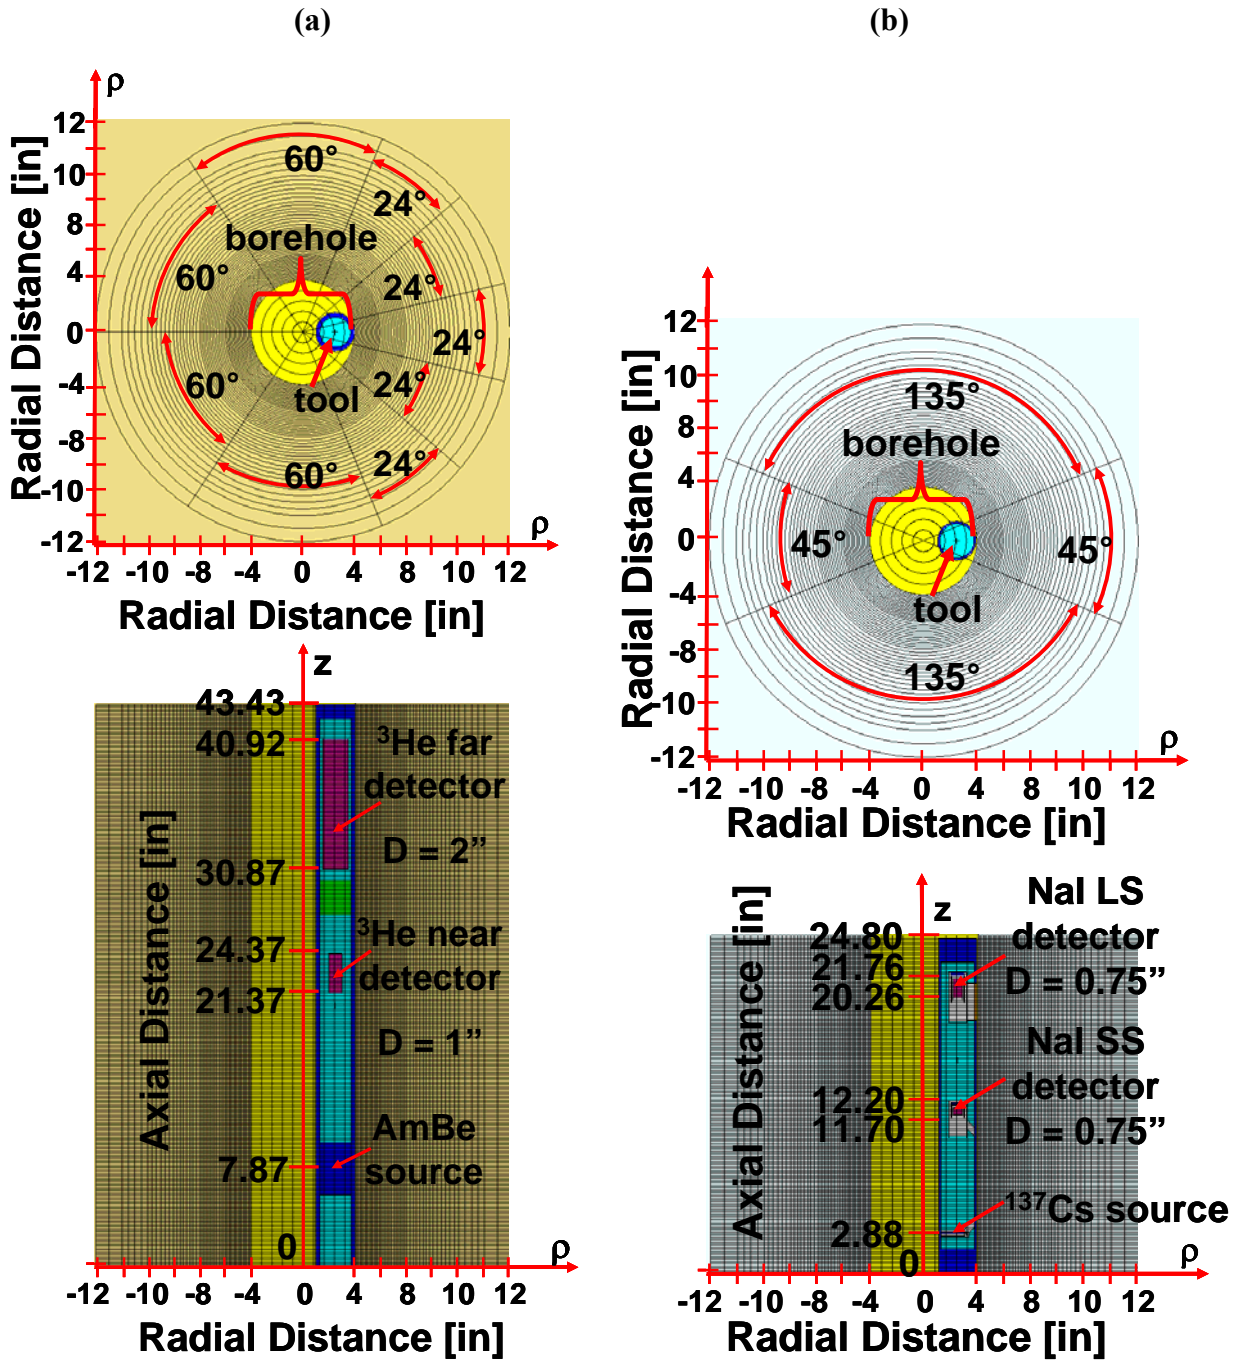 (a)
ρ
12
10
8
4
0
-4
-8
-10
-12
Radial Distance [in]
60°
24°
borehole
60°
24°
24°
60°
24°
tool
60°
24°
ρ
-12 -10 -8 -4 0 4 8 10 12
Radial Distance [in]
z
43.43
40.92
30.87
24.37
21.37
7.87
0
Axial Distance [in]
³He far
detector
D = 2”
³He near
detector
D = 1”
AmBe
source
ρ
-12 -10 -8 -4 0 4 8 10 12
Radial Distance [in]
(b)
12
10
8
4
0
-4
-8
-10
-12
Radial Distance [in]
135°
borehole
45°
45°
tool
135°
ρ
-12 -10 -8 -4 0 4 8 10 12
Radial Distance [in]
z
24.80
21.76
20.26
12.20
11.70
2.88
0
Axial Distance [in]
NaI LS
detector
D = 0.75”
NaI SS
detector
D = 0.75”
¹³⁷Cs source
ρ
-12 -10 -8 -4 0 4 8 10 12
Radial Distance [in]